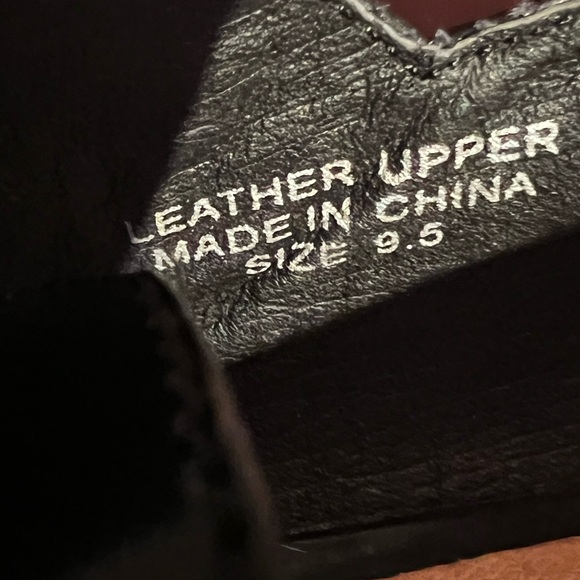 LEATHER UPPER
MADE IN CHINA
SIZE 9.5